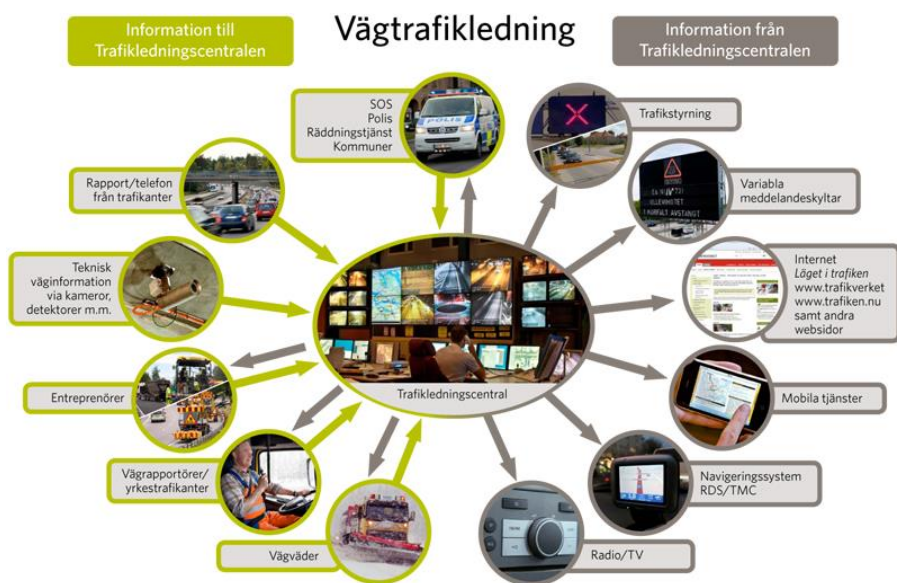 Information till
Trafikledningscentralen
Vägtrafikledning
Information från
Trafikledningscentralen
SOS
Polis
Räddningstjänst
Kommuner
POLIS
Trafikstyrning
Rapport/telefon
från trafikanter
Variabla
meddelandeskyltar
Teknisk
väginformation
via kameror,
detektorer m.m.
Internet
Läget i trafiken
www.trafikverket
www.trafiken.nu
samt andra
websidor
Trafikledningscentral
Entreprenörer
Mobila tjänster
Vägrapportörer/
yrkestrafikanter
Navigeringssystem
RDS/TMC
Vägväder
Radio/TV